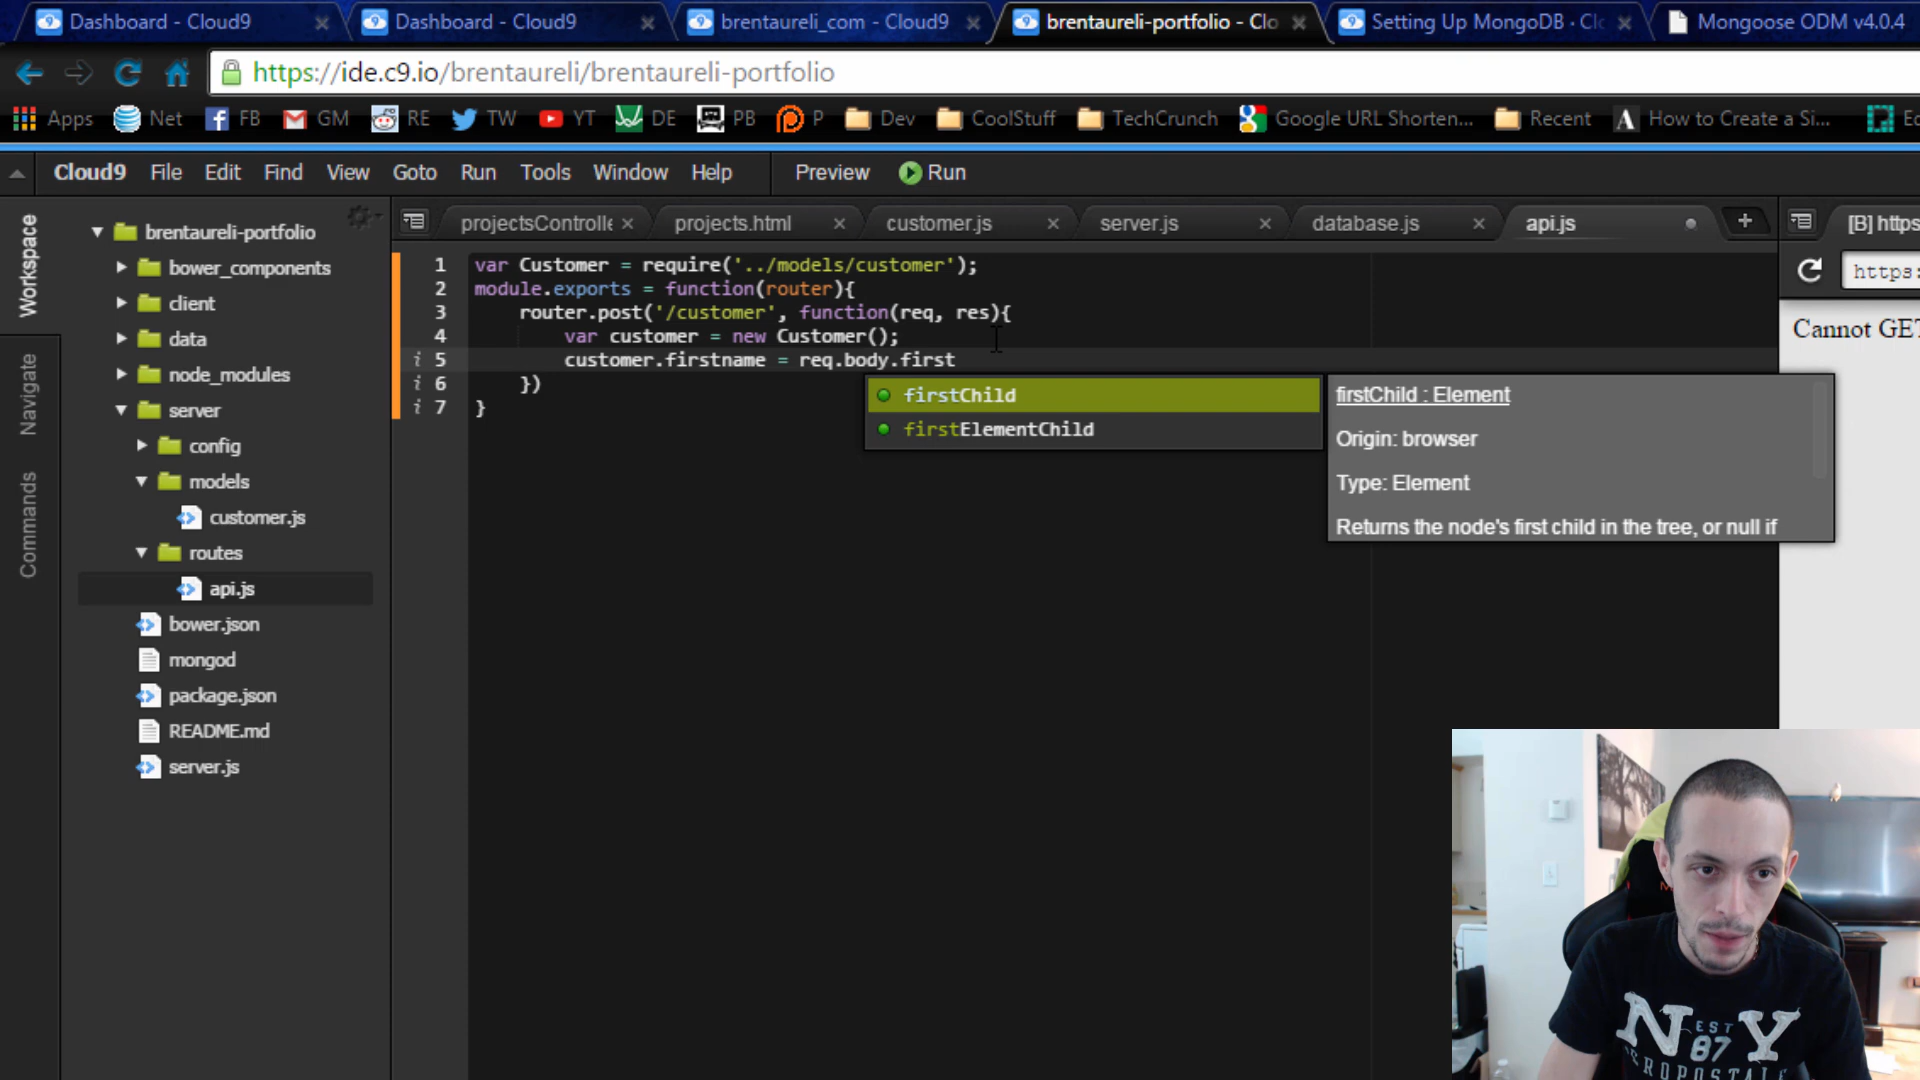 Dashboard - Cloud9
Dashboard - Cloud9
brentaureli_com - Cloud9
brentaureli-portfolio - Clo
Setting Up MongoDB · Clo
Mongoose ODM v4.0.4
https://ide.c9.io/brentaureli/brentaureli-portfolio
Apps Net FB GM RE TW YT DE PB P Dev CoolStuff TechCrunch Google URL Shorten... Recent How to Create a Si... Ec
Cloud9 File Edit Find View Goto Run Tools Window Help Preview Run
Workspace
Navigate
Commands
brentaureli-portfolio
bower_components
client
data
node_modules
server
config
models
customer.js
routes
api.js
bower.json
mongod
package.json
README.md
server.js
projectsControlle projects.html customer.js server.js database.js api.js
1 var Customer = require('../models/customer');
2 module.exports = function(router){
3 router.post('/customer', function(req, res){
4 var customer = new Customer();
5 customer.firstname = req.body.first
6 })
7 }
firstChild
firstElementChild
firstChild : Element
Origin: browser
Type: Element
Returns the node's first child in the tree, or null if
[B] https
https:
Cannot GET
NY
EST
87